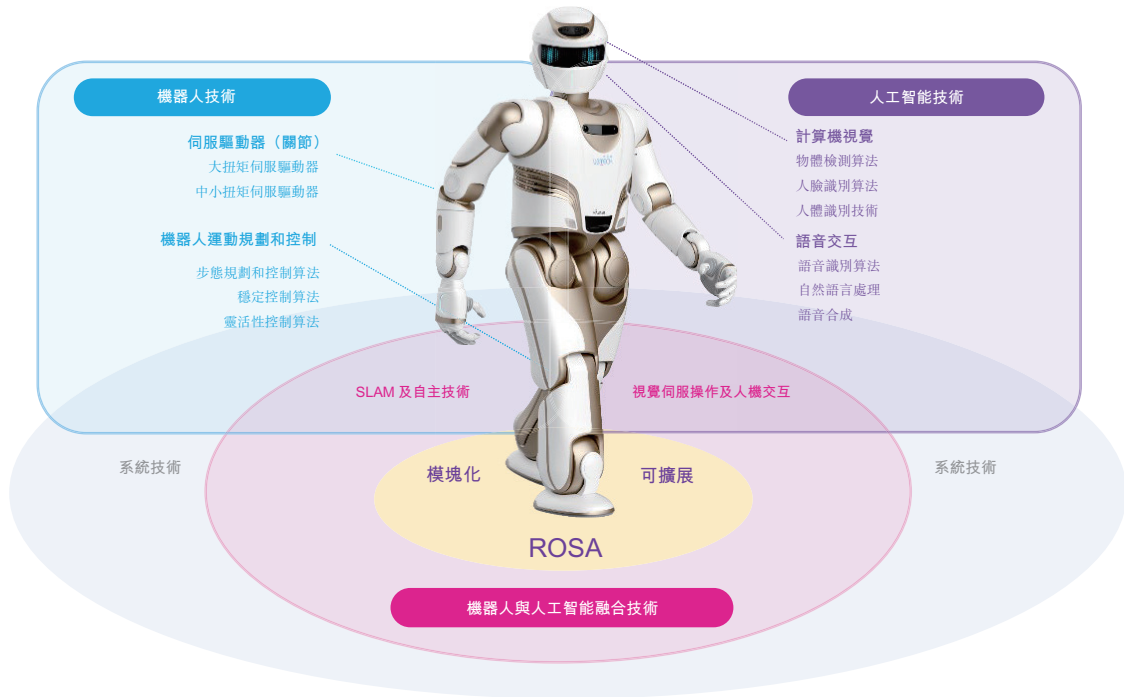 機器人技術
伺服驅動器（關節）
大扭矩伺服驅動器
中小扭矩伺服驅動器
機器人運動規劃和控制
步態規劃和控制算法
穩定控制算法
靈活性控制算法
人工智能技術
計算機視覺
物體檢測算法
人臉識別算法
人體識別技術
語音交互
語音識別算法
自然語言處理
語音合成
SLAM 及自主技術
視覺伺服操作及人機交互
系統技術
系統技術
模塊化
可擴展
ROSA
機器人與人工智能融合技術